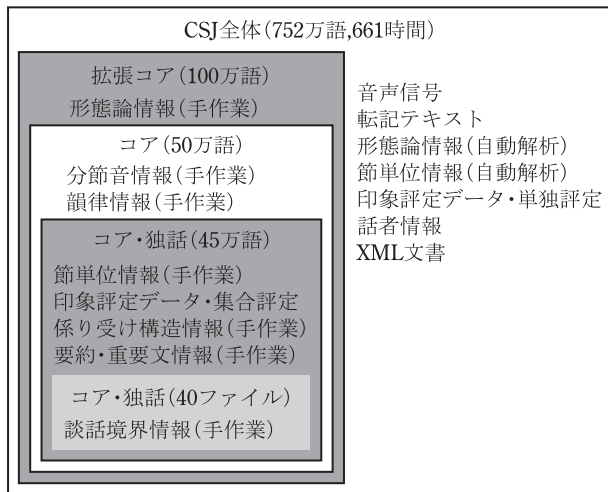 CSJ全体(752万語,661時間)
拡張コア(100万語)
形態論情報(手作業)
コア(50万語)
分節音情報(手作業)
韻律情報(手作業)
コア・独話(45万語)
節単位情報(手作業)
印象評定データ・集合評定
係り受け構造情報(手作業)
要約・重要文情報(手作業)
コア・独話(40ファイル)
談話境界情報(手作業)
音声信号
転記テキスト
形態論情報(自動解析)
節単位情報(自動解析)
印象評定データ・単独評定
話者情報
XML文書